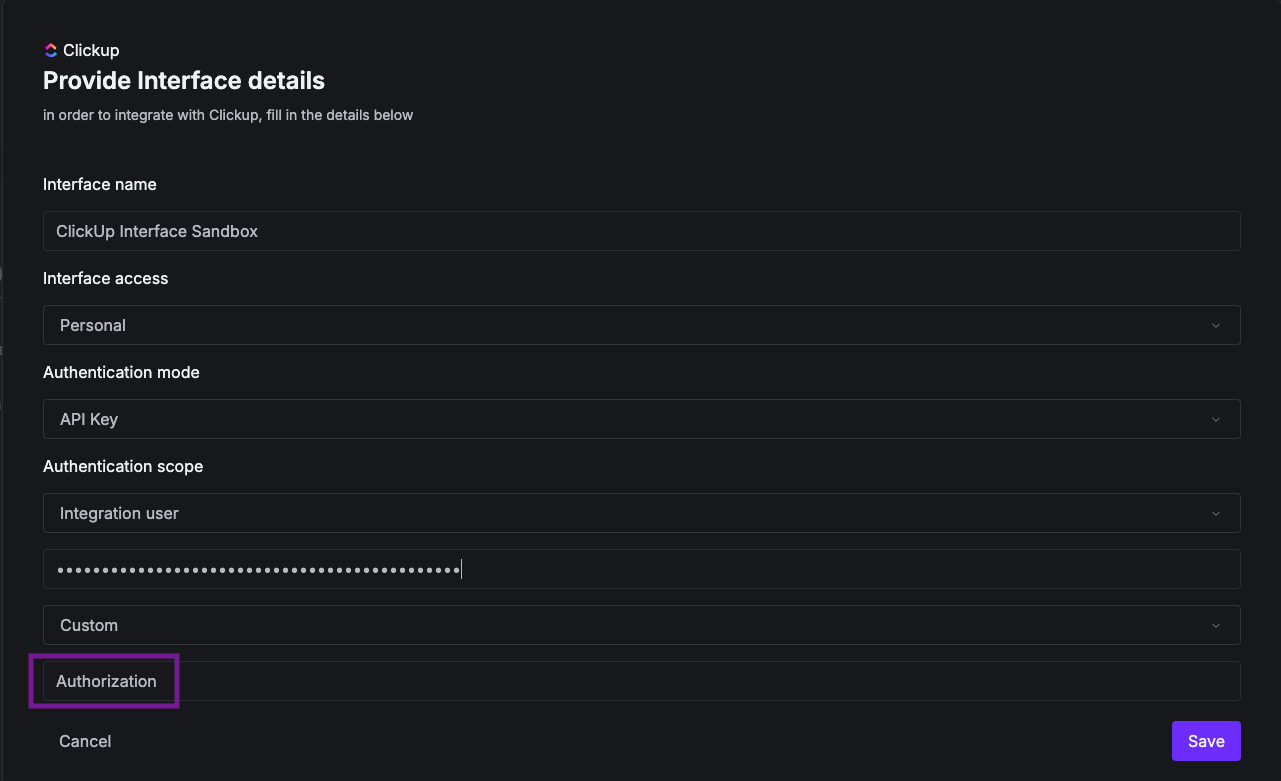 Clickup
Provide Interface details
in order to integrate with Clickup, fill in the details below
Interface name
ClickUp Interface Sandbox
Interface access
Personal
Authentication mode
API Key
Authentication scope
Integration user
•••••••••••••••••••••••••••••••••••••••••••••
Custom
Authorization
Cancel
Save